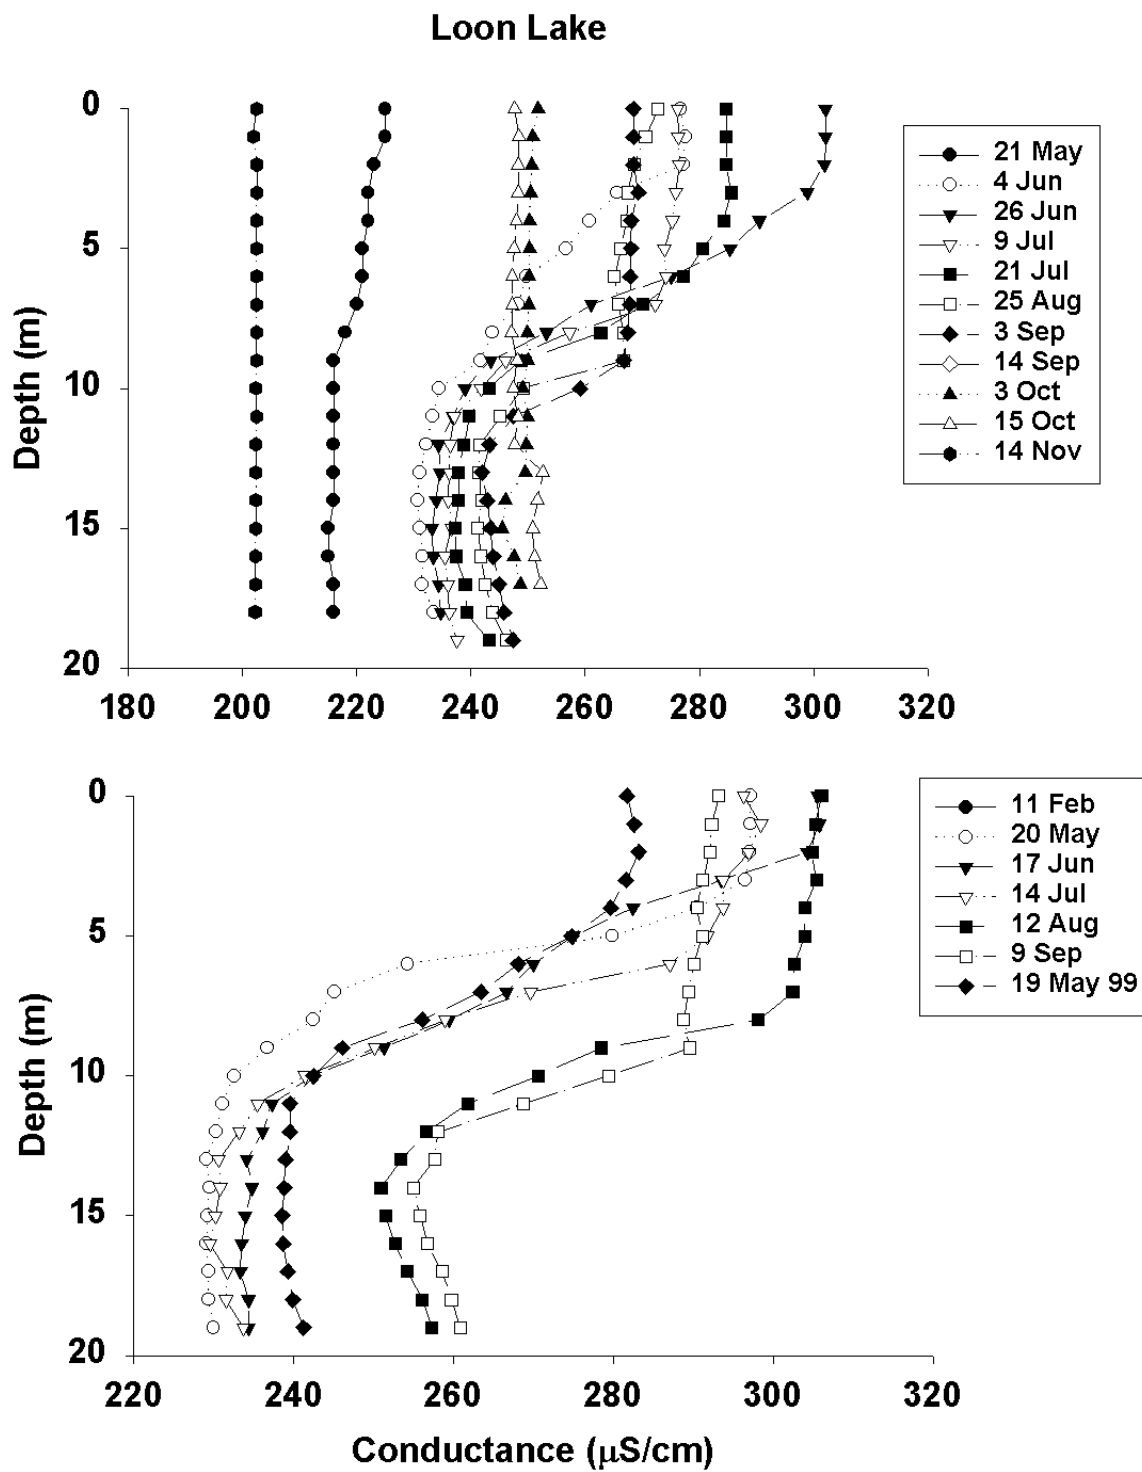 Loon Lake
0
5
10
15
20
Depth (m)
180 200 220 240 260 280 300 320
21 May
4 Jun
26 Jun
9 Jul
21 Jul
25 Aug
3 Sep
14 Sep
3 Oct
15 Oct
14 Nov
0
5
10
15
20
Depth (m)
220 240 260 280 300 320
Conductance (µS/cm)
11 Feb
20 May
17 Jun
14 Jul
12 Aug
9 Sep
19 May 99